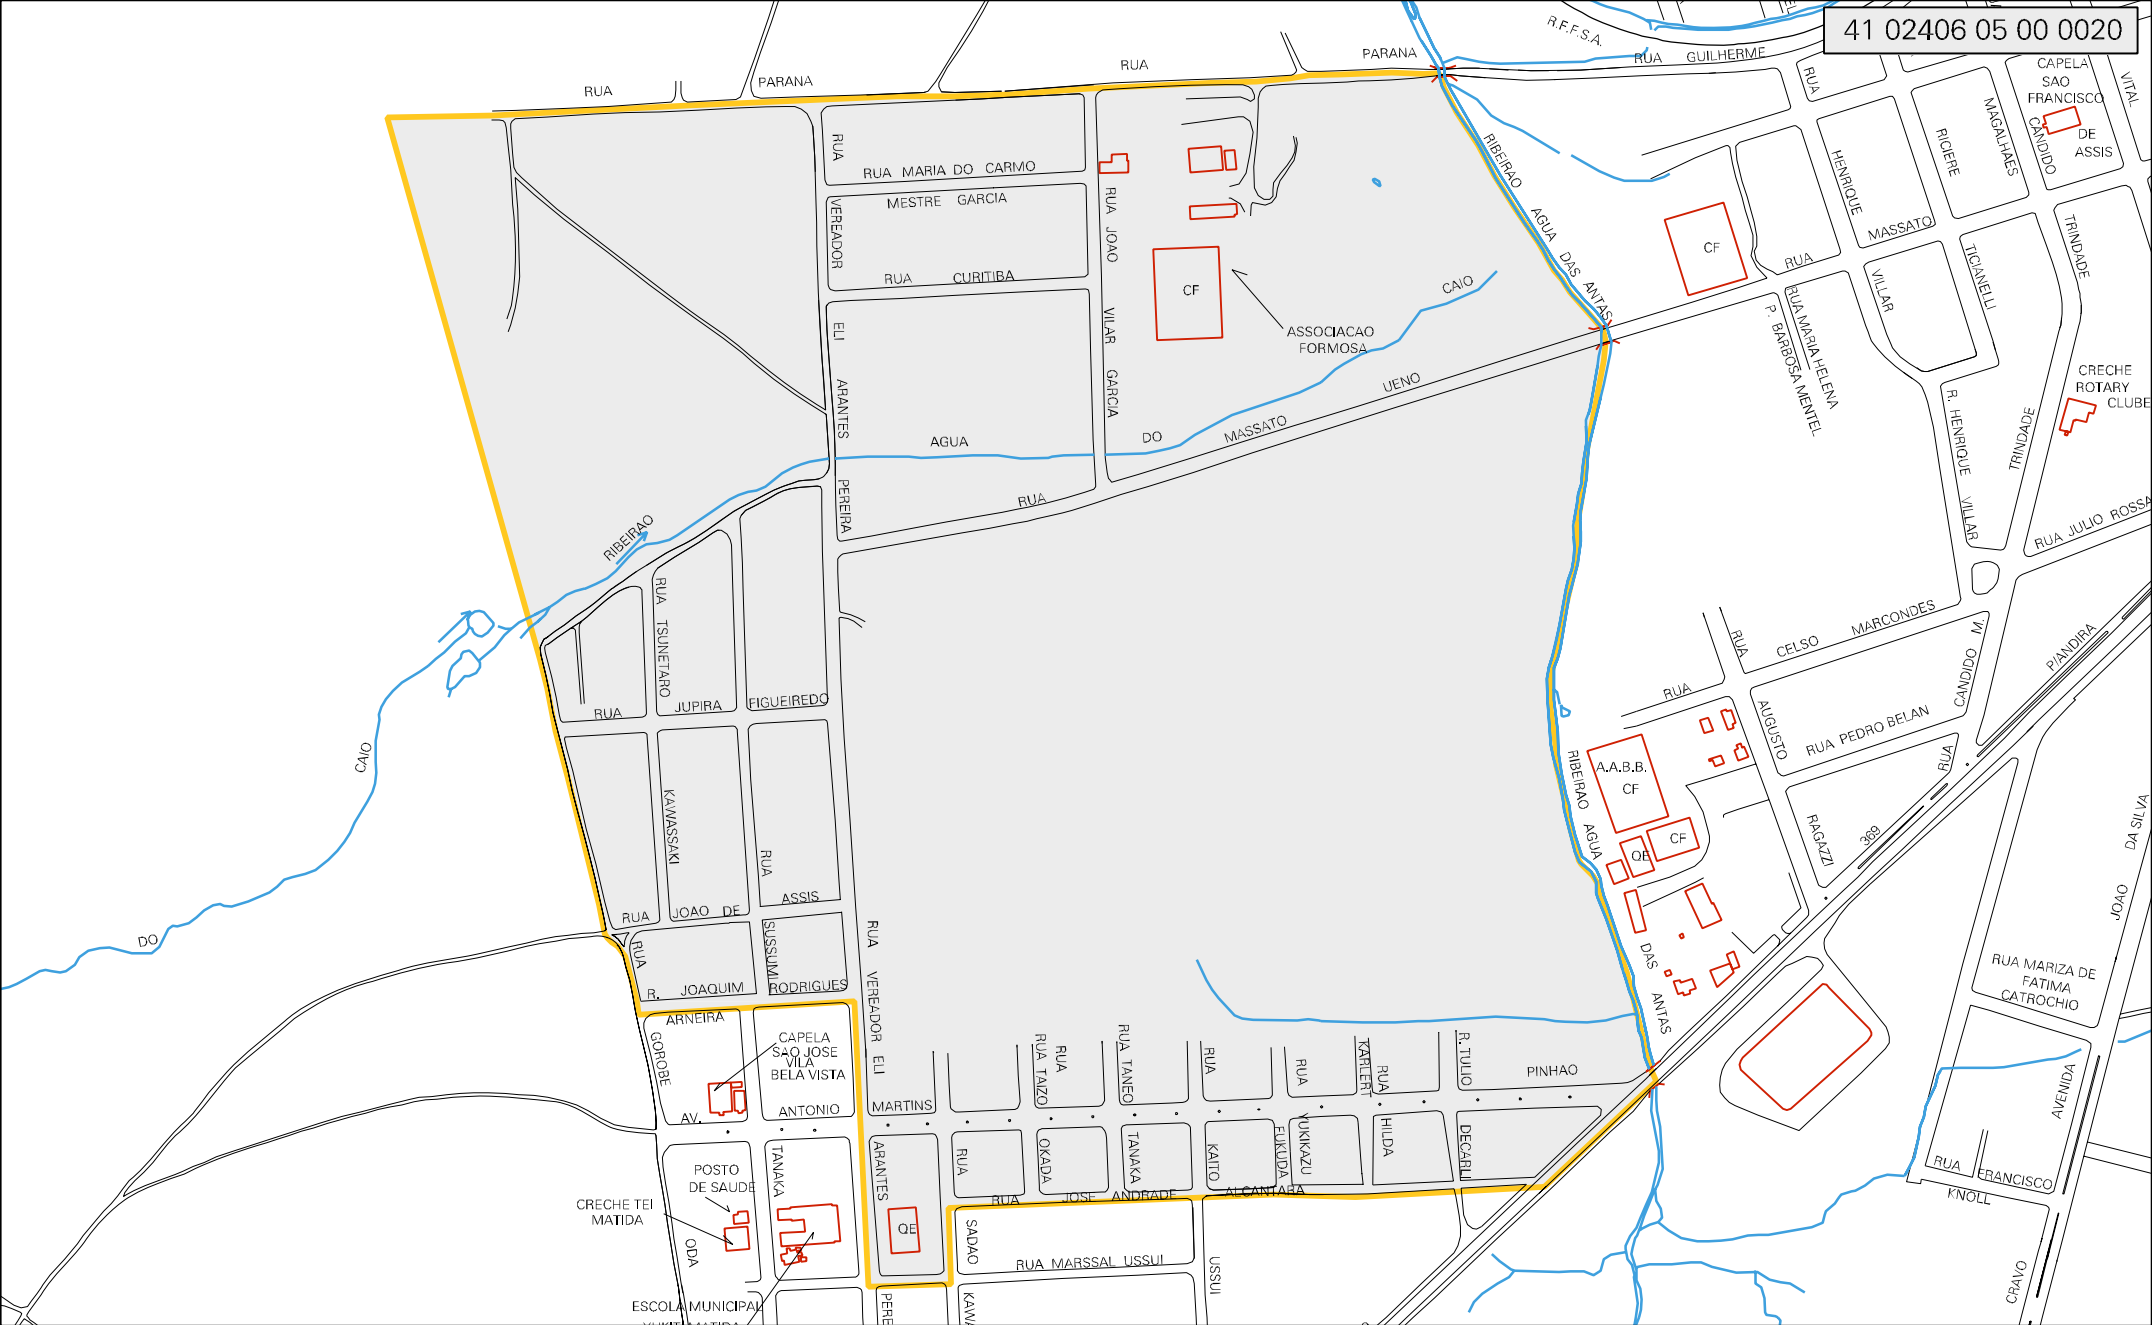 41 02406 05 00 0020
R.F.F.S.A.
RUA GUILHERME
RUA PARANA
RUA PARANA
RUA
CAPELA
SAO
FRANCISCO
DE
ASSIS
VITAL
MAGALHAES
CANDIDO
RICIERE
HENRIQUE
RUA
RUA MARIA DO CARMO
MESTRE GARCIA
RUA CURITIBA
RUA
VEREADOR
ELI
ARANTES
PEREIRA
RUA JOAO
VILAR
GARCIA
CF
ASSOCIACAO
FORMOSA
RIBEIRAO AGUA DAS ANTAS
CAIO
CF
MASSATO
RUA
TRINDADE
TICIANELLI
VILLAR
RUA MARIA HELENA
P. BARBOSA MENTEL
CRECHE
ROTARY
CLUBE
TRINDADE
R. HENRIQUE VILLAR
UENO
MASSATO
RUA
DO
AGUA
RIBEIRAO
RUA JULIO ROSSA
CAIO
DO
RUA TSUNETARO
KAWASSAKI
RUA JUPIRA FIGUEIREDO
RUA
SUSSUMI
RUA JOAO DE ASSIS
RUA
R. JOAQUIM RODRIGUES
ARNEIRA
GOROBE
ODA
CAPELA
SAO JOSE
VILA
BELA VISTA
AV. ANTONIO
MARTINS
PINHAO
POSTO
DE SAUDE
CRECHE TEI
MATIDA
TANAKA
ESCOLA MUNICIPAL
RUA VEREADOR ELI
ARANTES
PERE
QE
RUA
SADAO
KAWA
RUA TAIZO
OKADA
RUA
RUA TANEO
TANAKA
RUA
KAITO
USSUI
FUKUDA
RUA
YUKIKAZU
KARLERT
RUA
HILDA
R. TULIO
DECARLI
RUA JOSE ANDRADE ALCANTARA
RUA MARSSAL USSUI
RUA CELSO MARCONDES
RUA
AUGUSTO
RAGAZZI
RUA PEDRO BELAN
CANDIDO M.
RUA
PIANDIRA
369
A.A.B.B.
CF
CF
QE
RIBEIRAO AGUA DAS ANTAS
DA SILVA
JOAO
AVENIDA
CRAVO
RUA MARIZA DE
FATIMA
CATROCHIO
RUA FRANCISCO
KNOLL